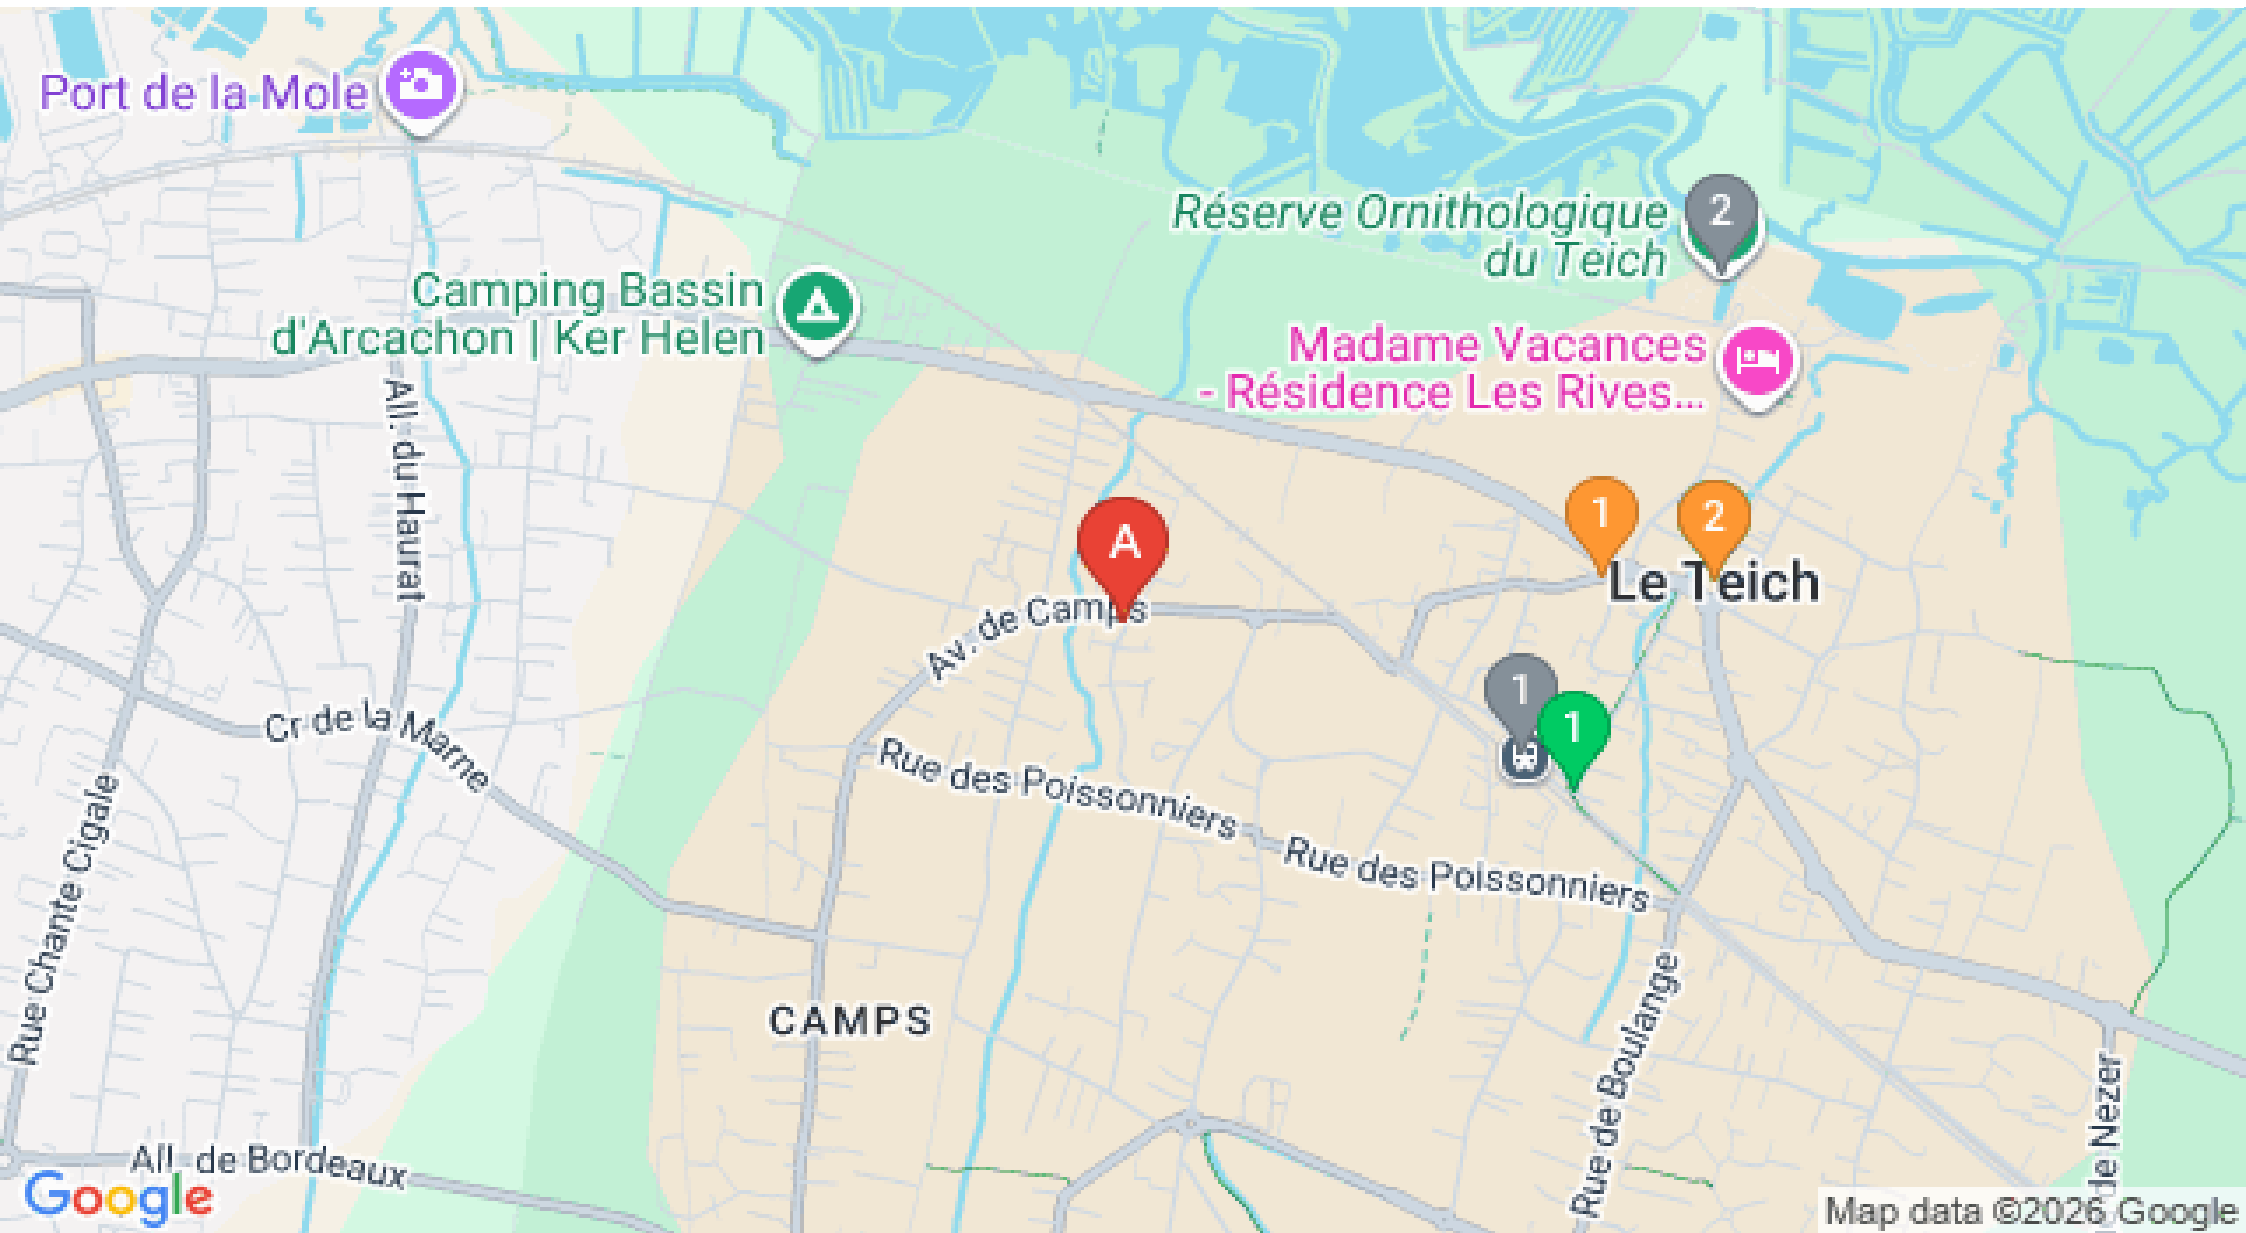 Port de la Mole
Réserve Ornithologique
du Teich
2
Camping Bassin
d'Arcachon | Ker Helen
Madame Vacances
- Résidence Les Rives...
All. du Haurat
1
2
A
Le Teich
Av. de Camps
1
1
Cr de la Marne
Rue des Poissonniers
Rue des Poissonniers
Rue Chante Cigale
CAMPS
Rue de Boulange
de Nezer
All. de Bordeaux
Google
Map data ©2026 Google